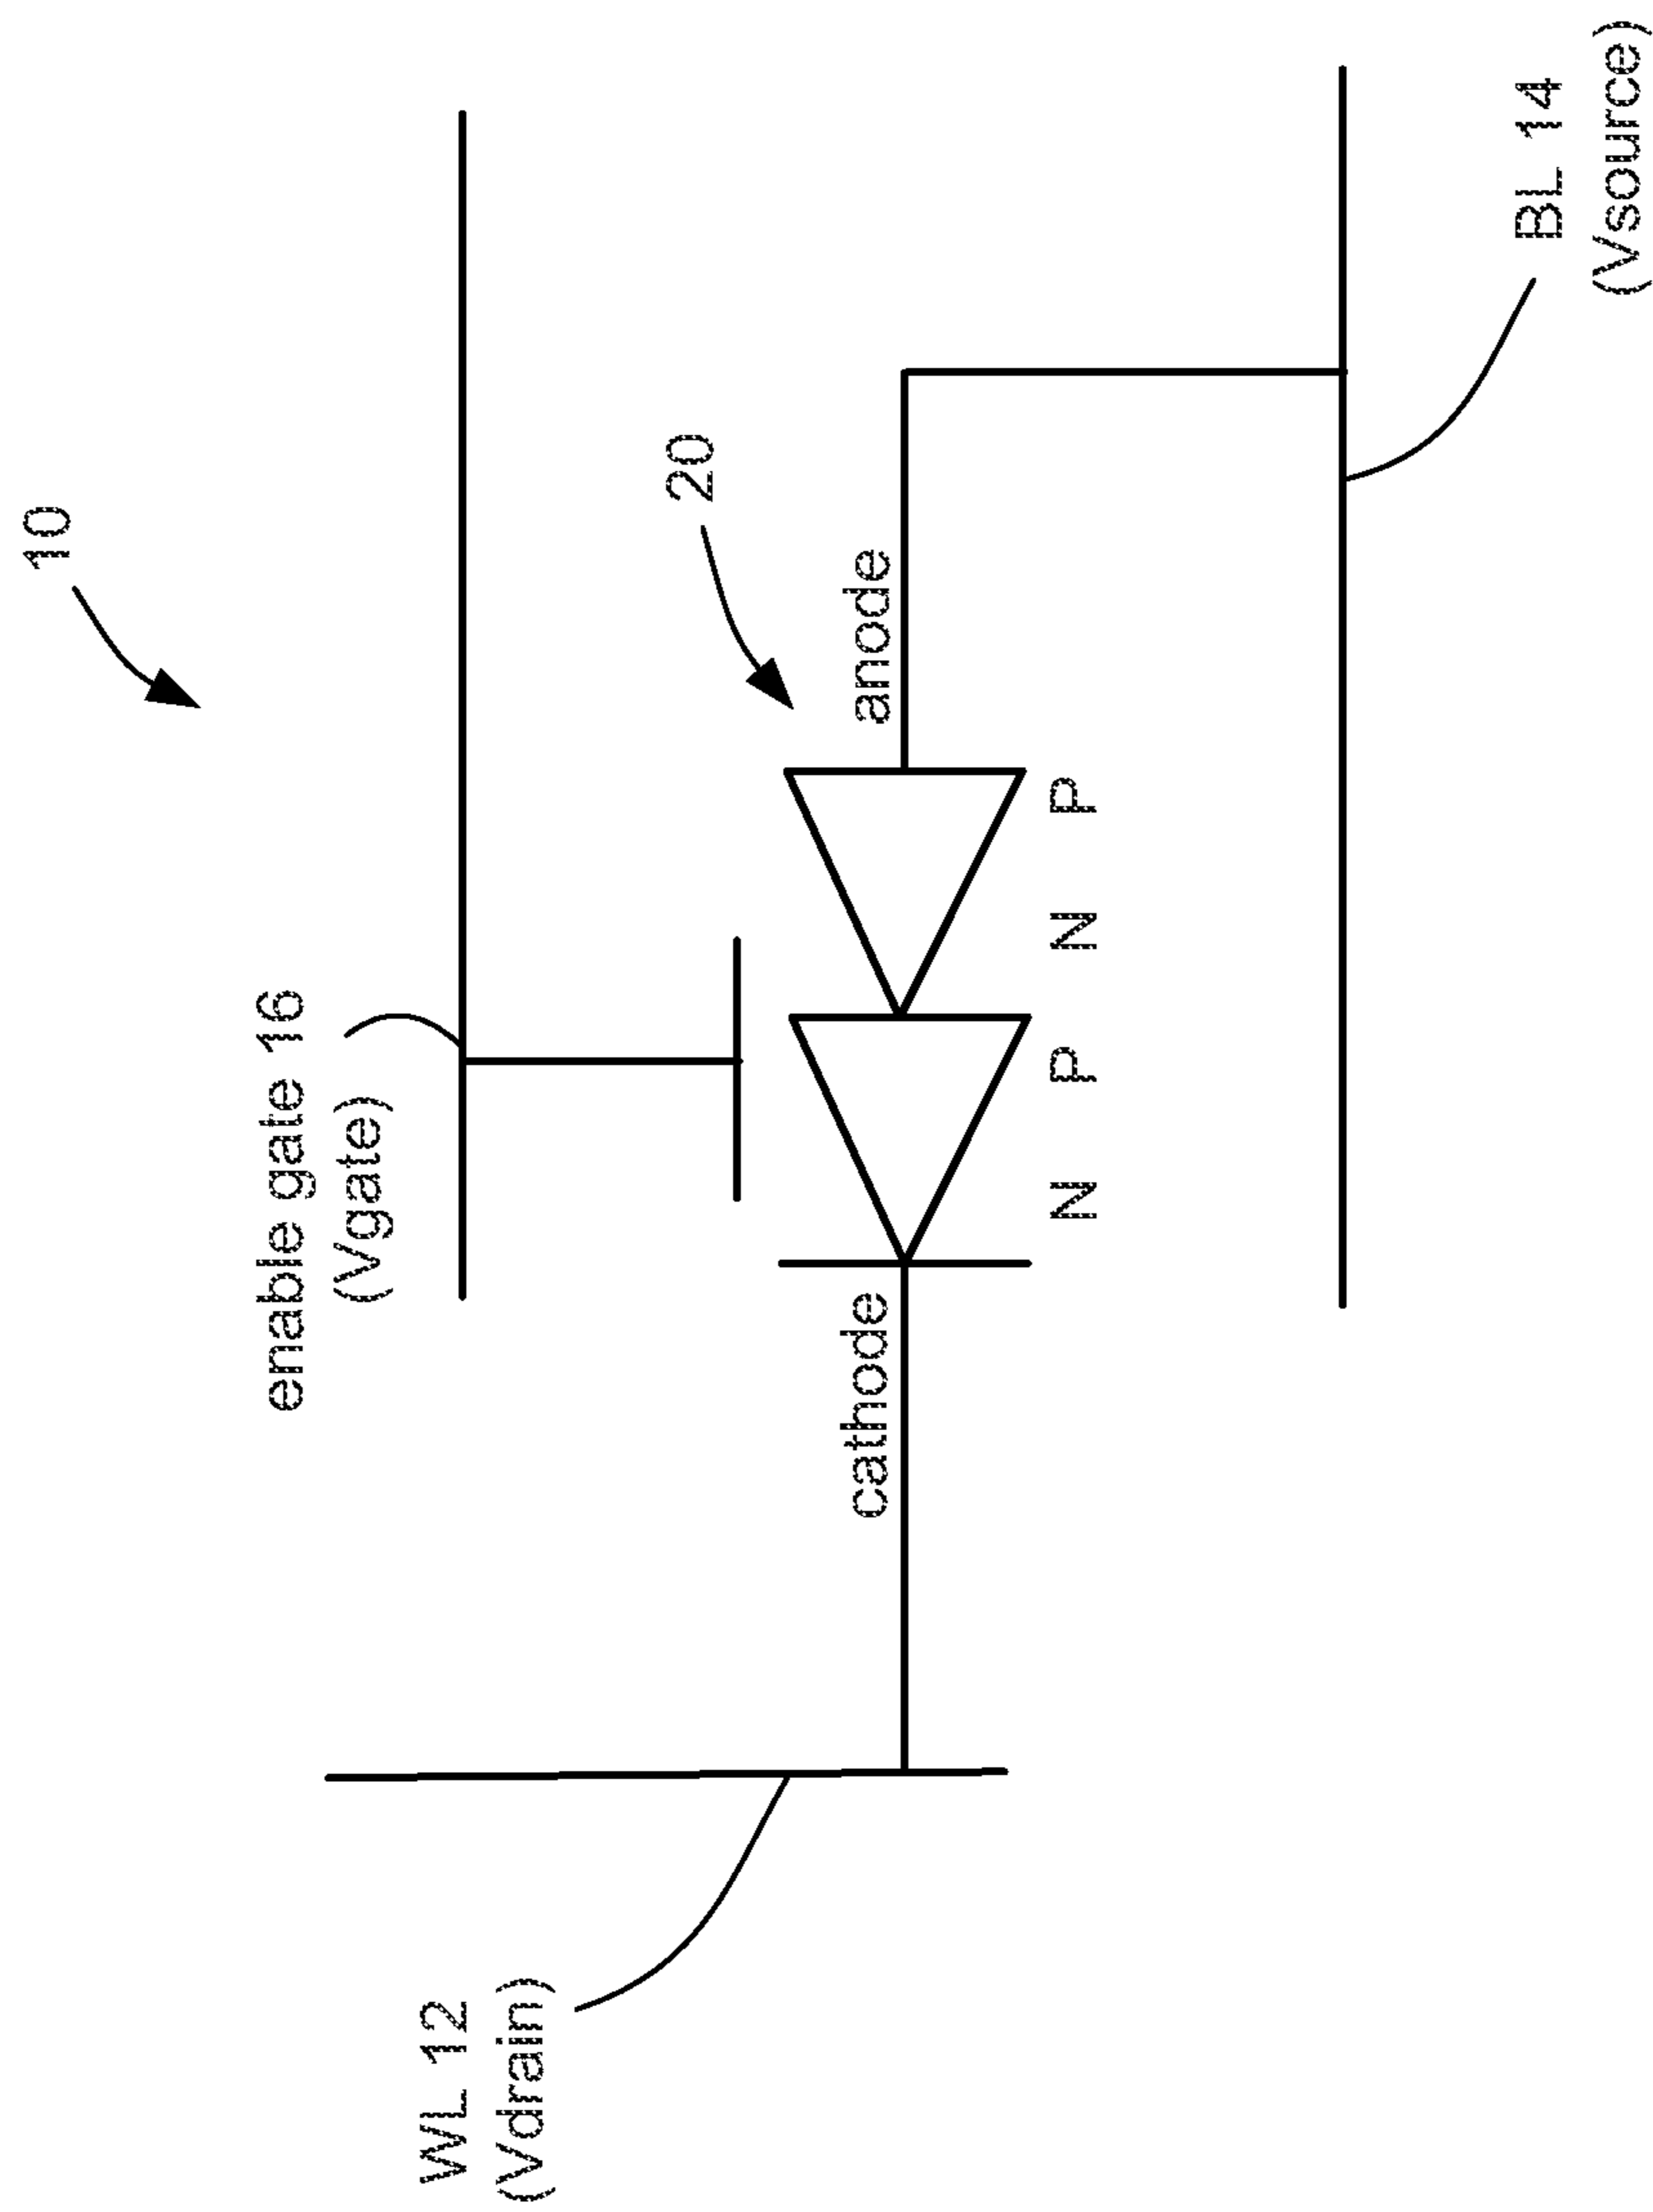 10
enable gate 16
(Vgate)
WL 12
(Vdrain)
20
cathode
anode
N P N P
BL 14
(Vsource)